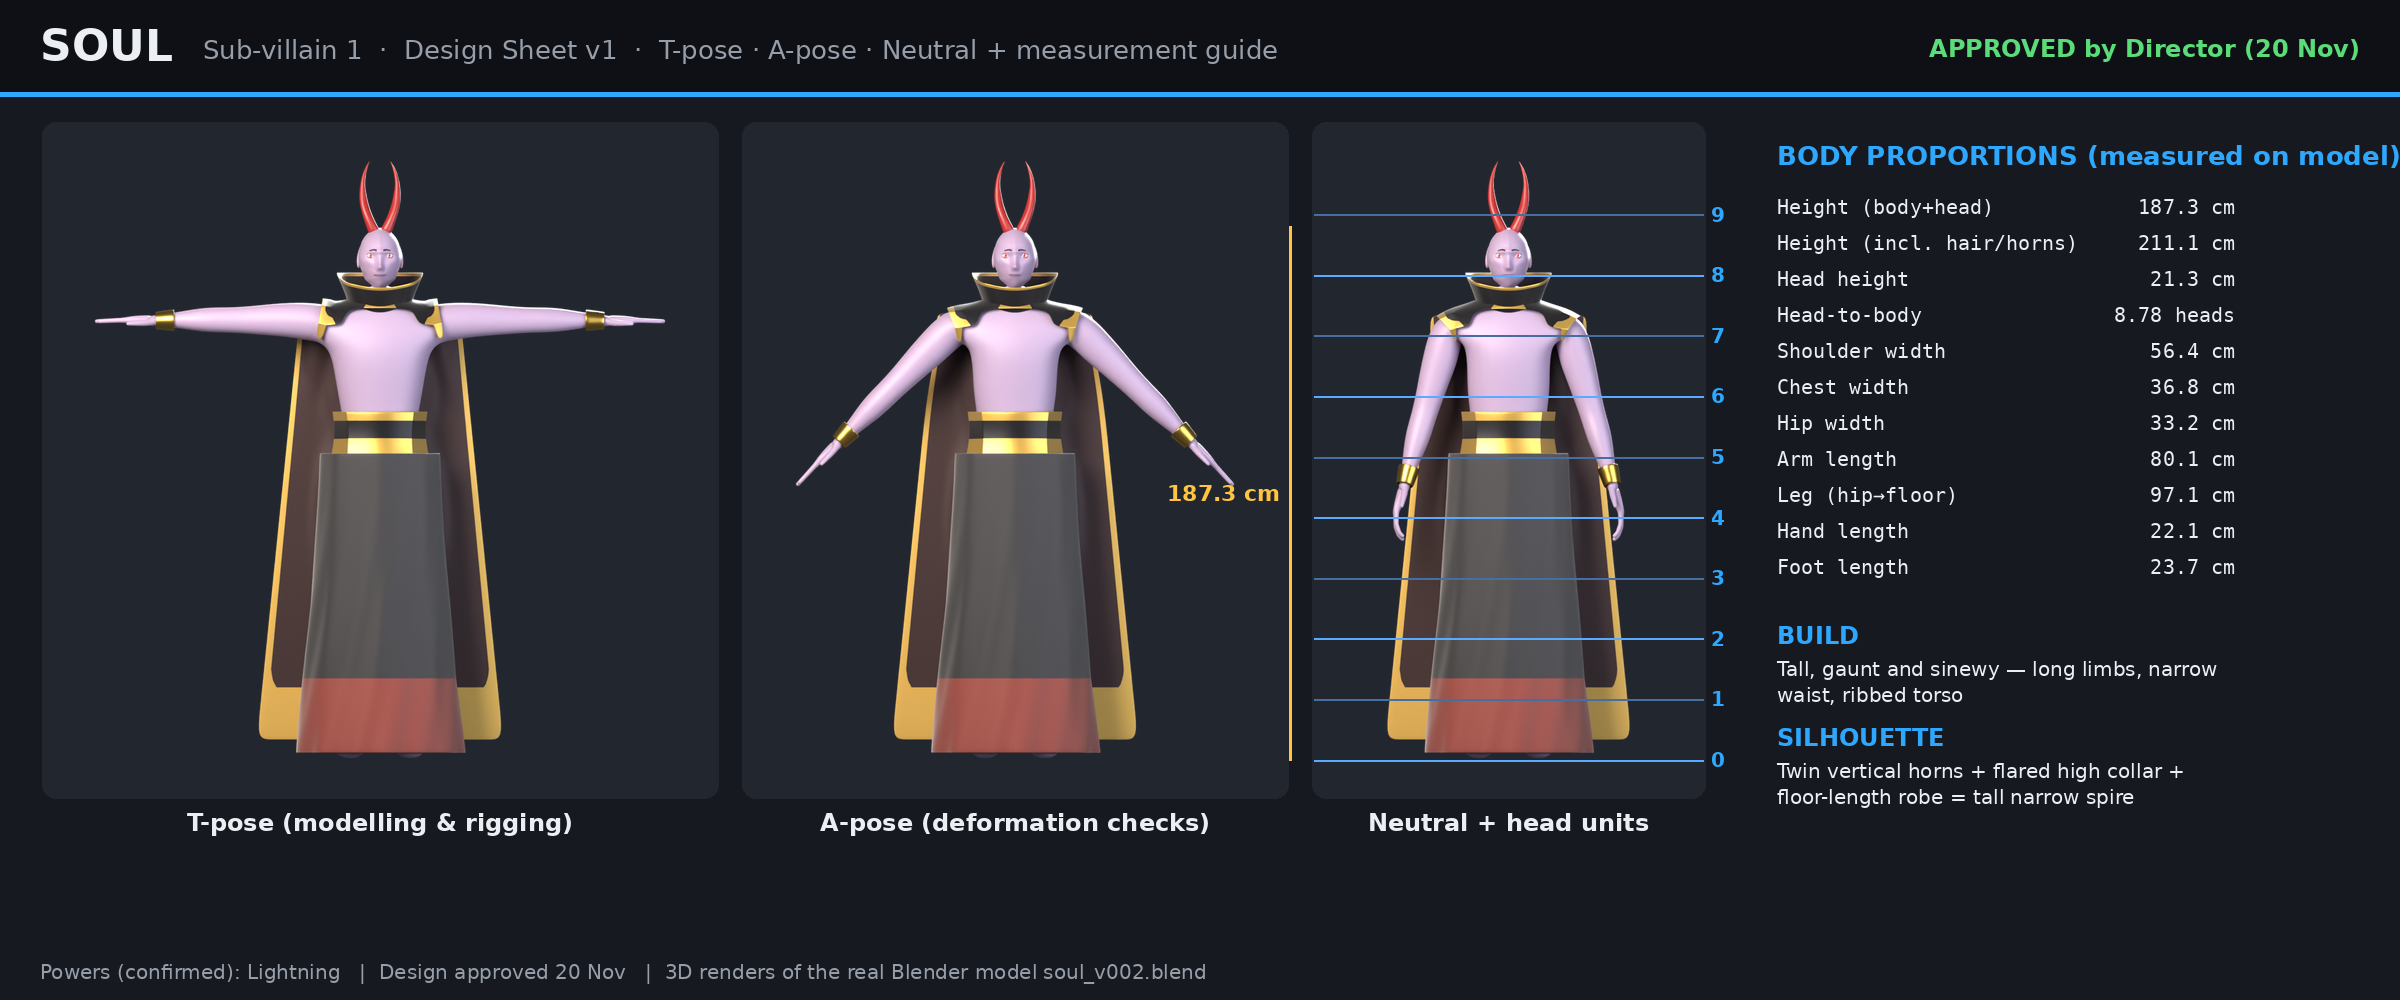 SOUL Sub-villain 1 · Design Sheet v1 · T-pose · A-pose · Neutral + measurement guide
APPROVED by Director (20 Nov)
187.3 cm
9
8
7
6
5
4
3
2
1
0
T-pose (modelling & rigging)
A-pose (deformation checks)
Neutral + head units
BODY PROPORTIONS (measured on model)
Height (body+head) 187.3 cm
Height (incl. hair/horns) 211.1 cm
Head height 21.3 cm
Head-to-body 8.78 heads
Shoulder width 56.4 cm
Chest width 36.8 cm
Hip width 33.2 cm
Arm length 80.1 cm
Leg (hip→floor) 97.1 cm
Hand length 22.1 cm
Foot length 23.7 cm
BUILD
Tall, gaunt and sinewy — long limbs, narrow
waist, ribbed torso
SILHOUETTE
Twin vertical horns + flared high collar +
floor-length robe = tall narrow spire
Powers (confirmed): Lightning | Design approved 20 Nov | 3D renders of the real Blender model soul_v002.blend